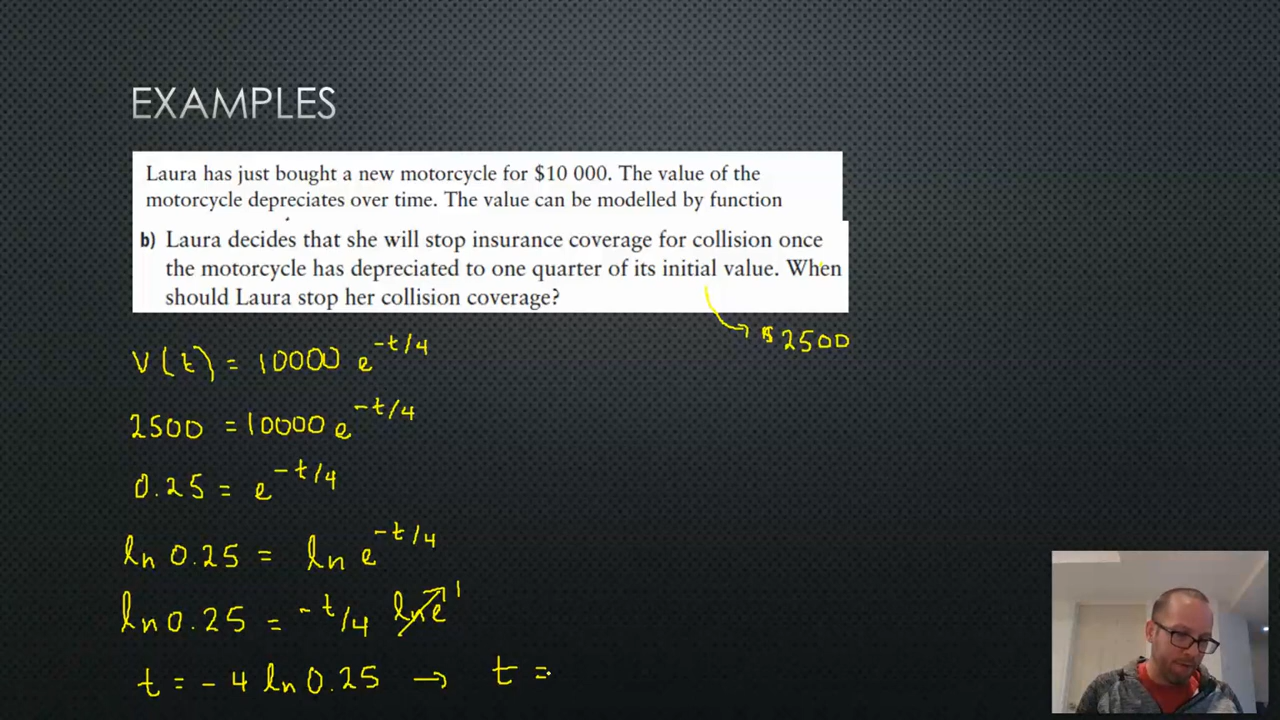 EXAMPLES
Laura has just bought a new motorcycle for $10 000. The value of the
motorcycle depreciates over time. The value can be modelled by function
b) Laura decides that she will stop insurance coverage for collision once
the motorcycle has depreciated to one quarter of its initial value. When
should Laura stop her collision coverage?
$2500
V(t) = 10000 e^{-t/4}
2500 = 10000 e^{-t/4}
0.25 = e^{-t/4}
ln 0.25 = ln e^{-t/4}
ln 0.25 = -t/4 ln e 1
t = -4 ln 0.25 → t =